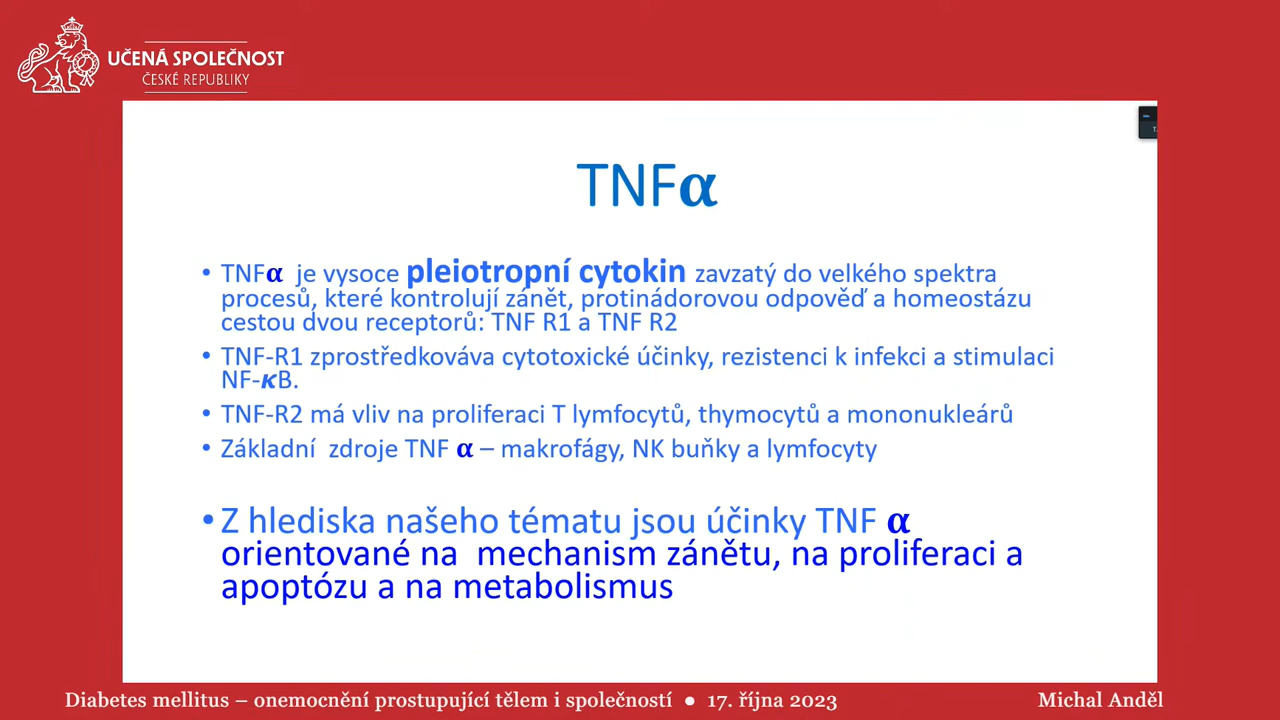 UČENÁ SPOLEČNOST
ČESKÉ REPUBLIKY
TNFα
• TNFα je vysoce pleiotropní cytokin zavzatý do velkého spektra
procesů, které kontrolují zánět, protinádorovou odpověď a homeostázu
cestou dvou receptorů: TNF R1 a TNF R2
• TNF-R1 zprostředkováva cytotoxické účinky, rezistenci k infekci a stimulaci
NF-κB.
• TNF-R2 má vliv na proliferaci T lymfocytů, thymocytů a mononukleárů
• Základní zdroje TNF α – makrofágy, NK buňky a lymfocyty
• Z hlediska našeho tématu jsou účinky TNF α
orientované na mechanism zánětu, na proliferaci a
apoptózu a na metabolismus
Diabetes mellitus – onemocnění prostupující tělem i společností ● 17. října 2023
Michal Anděl